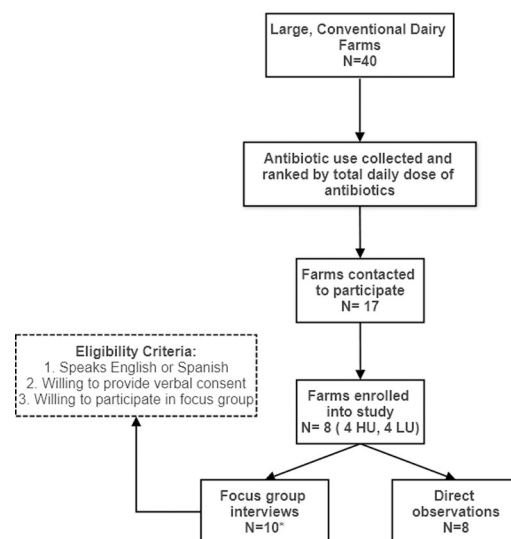 Large, Conventional Dairy
Farms
N=40
Antibiotic use collected and
ranked by total daily dose of
antibiotics
Farms contacted
to participate
N= 17
Eligibility Criteria:
1. Speaks English or Spanish
2. Willing to provide verbal consent
3. Willing to participate in focus group
Farms enrolled
into study
N= 8 ( 4 HU, 4 LU)
Focus group
interviews
N=10*
Direct
observations
N=8